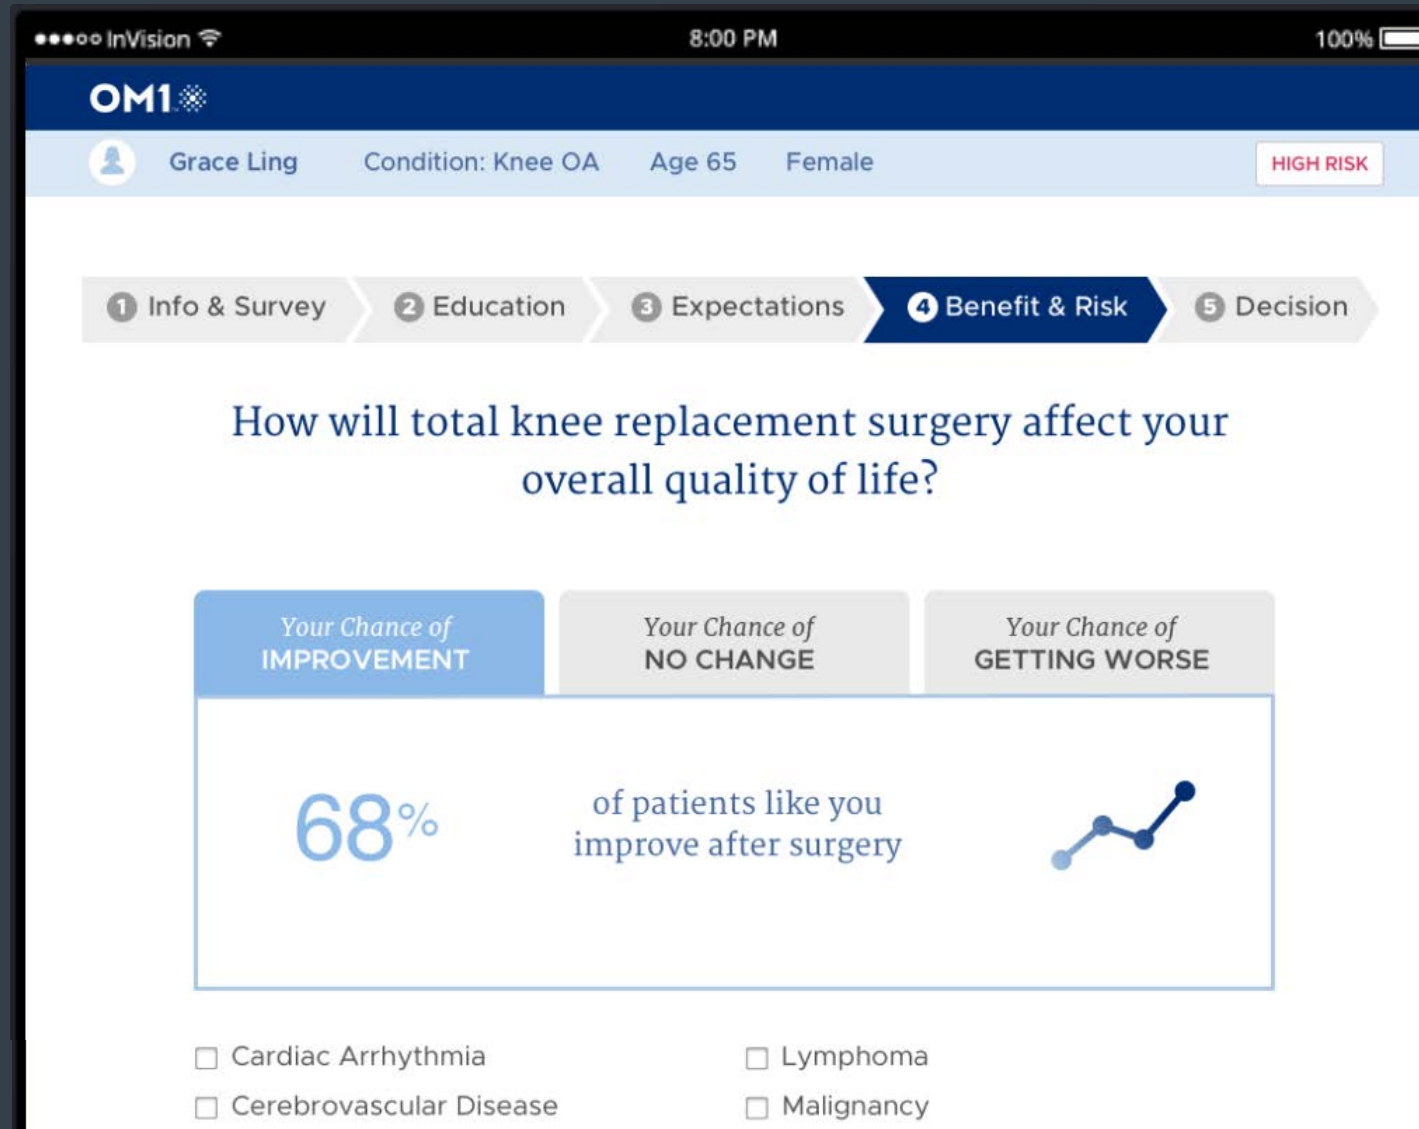 InVision 8:00 PM 100%
OM1
Grace Ling Condition: Knee OA Age 65 Female HIGH RISK
1 Info & Survey 2 Education 3 Expectations 4 Benefit & Risk 5 Decision
How will total knee replacement surgery affect your
overall quality of life?
Your Chance of
IMPROVEMENT
Your Chance of
NO CHANGE
Your Chance of
GETTING WORSE
68%
of patients like you
improve after surgery
Cardiac Arrhythmia
Lymphoma
Cerebrovascular Disease
Malignancy